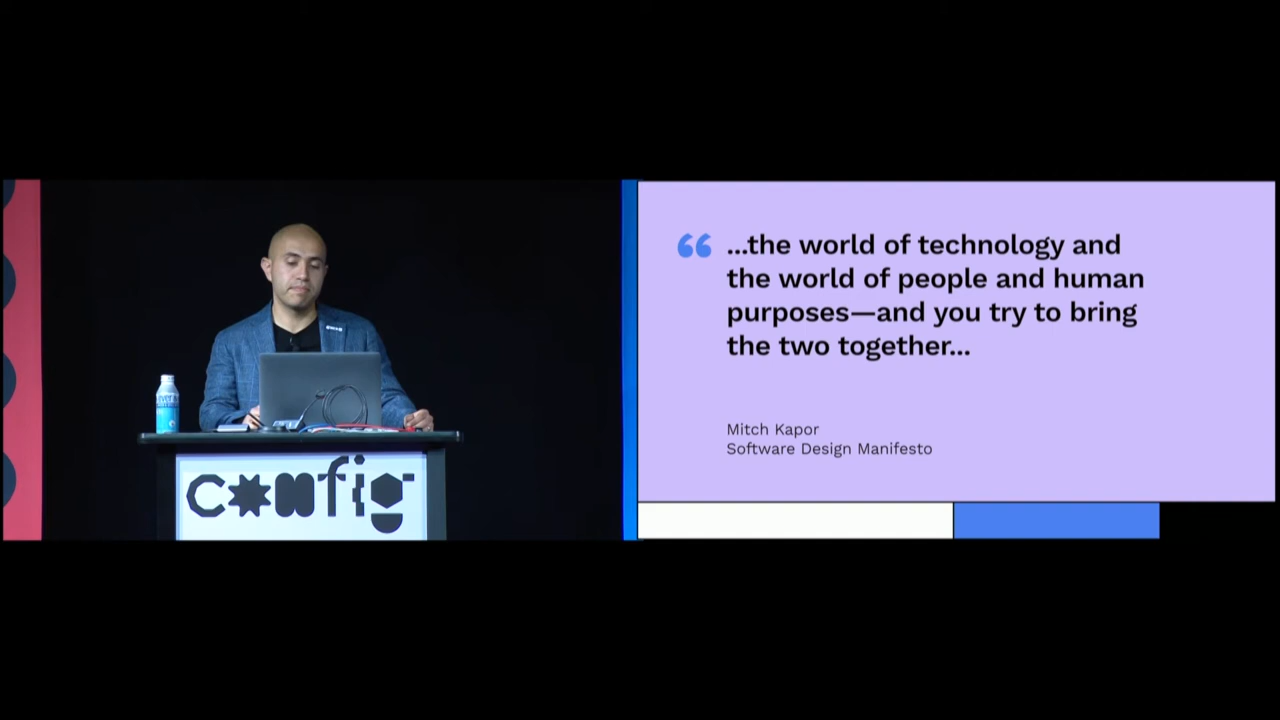 config
“ ...the world of technology and
the world of people and human
purposes—and you try to bring
the two together...
Mitch Kapor
Software Design Manifesto